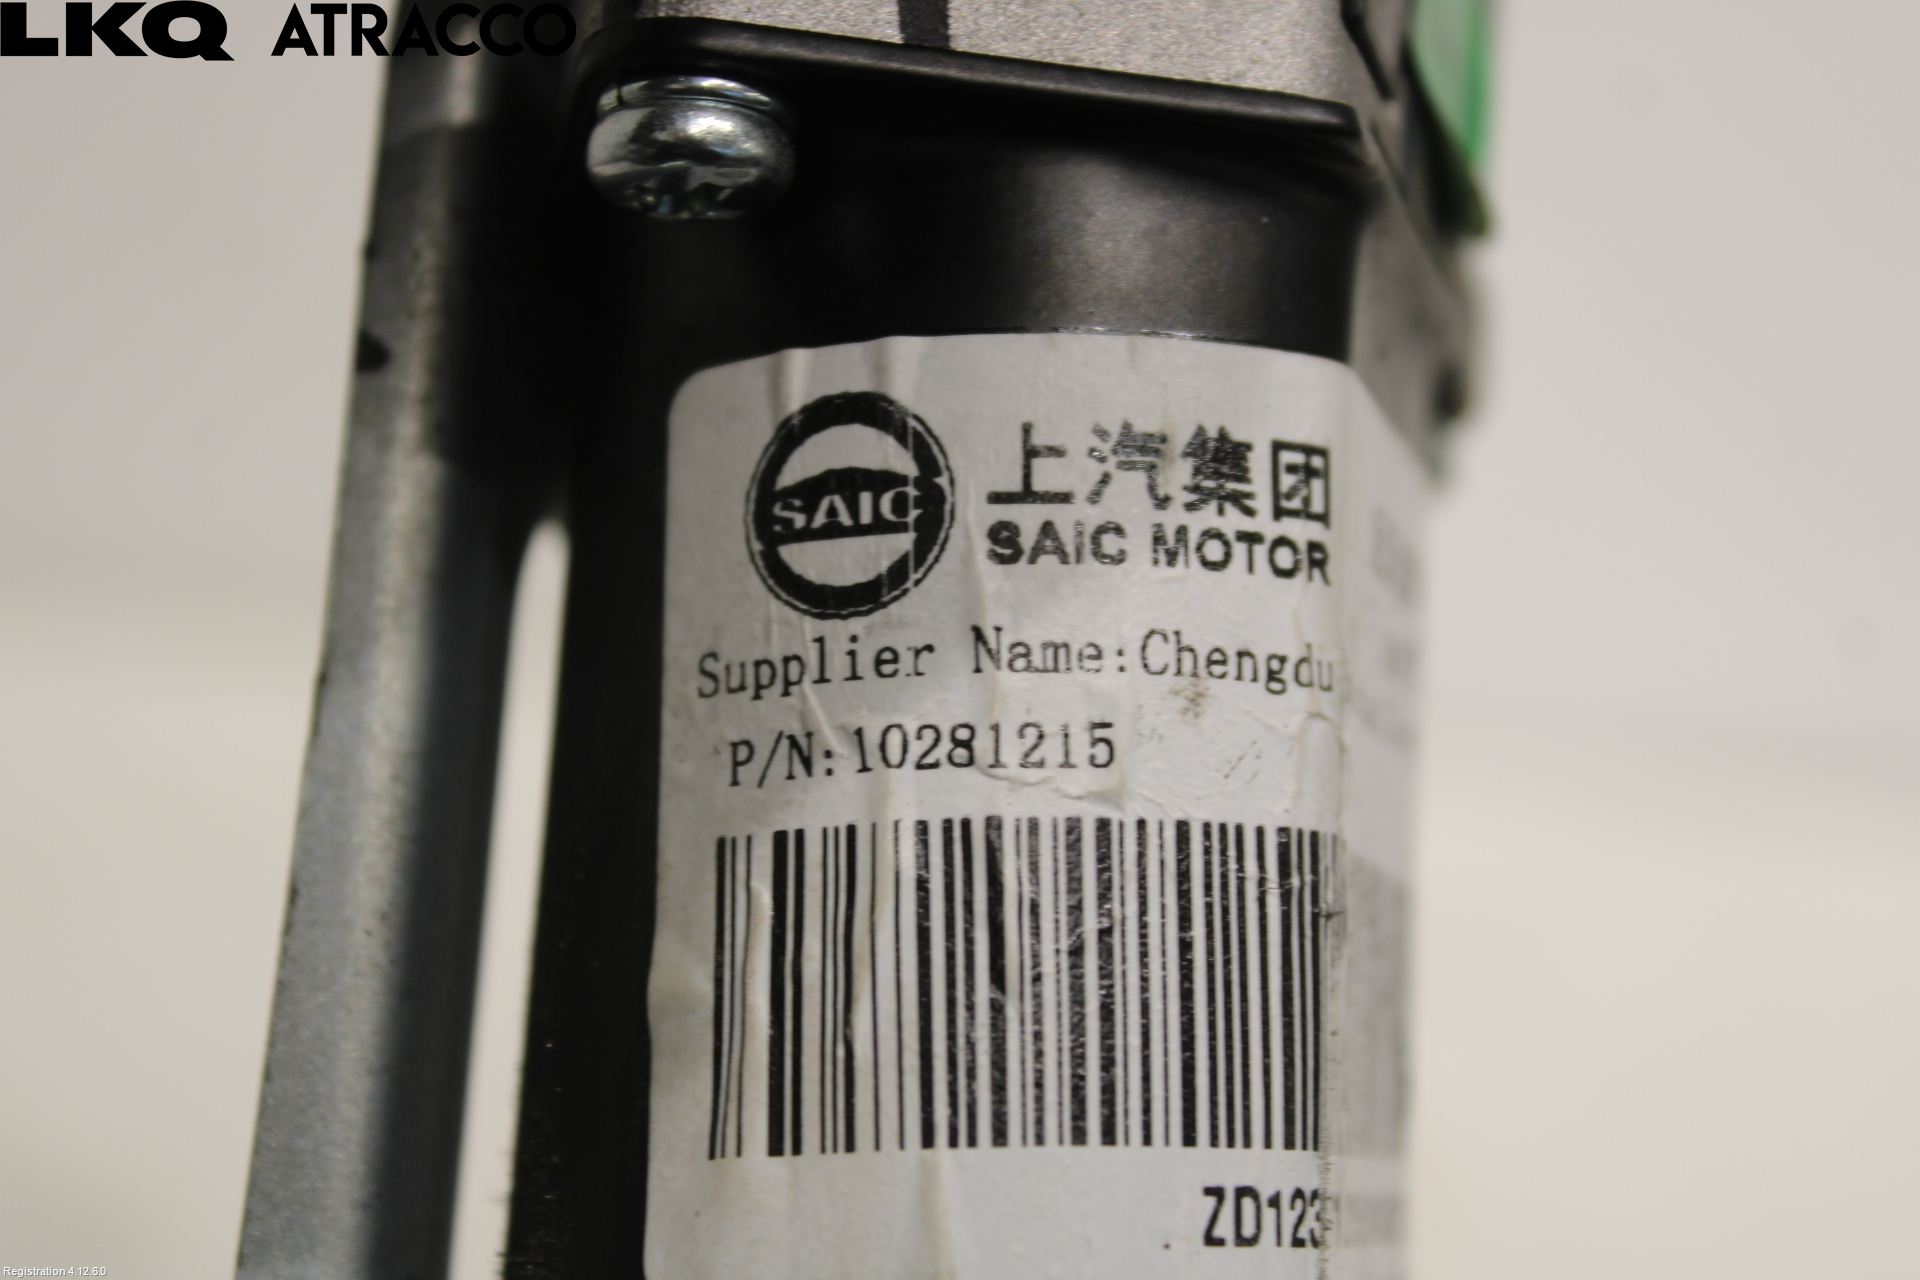 LKQ ATRACCO
SAIC
上汽集团
SAIC MOTOR
Supplier Name:Chengdu
P/N:10281215
ZD123
Registration 4.12.6.0